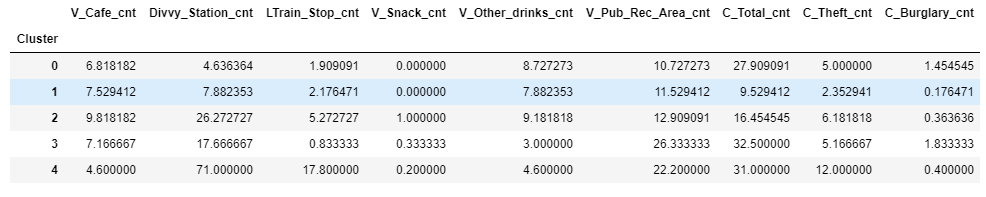 V_Cafe_cnt Divvy_Station_cnt LTrain_Stop_cnt V_Snack_cnt V_Other_drinks_cnt V_Pub_Rec_Area_cnt C_Total_cnt C_Theft_cnt C_Burglary_cnt
Cluster
0 6.818182 4.636364 1.909091 0.000000 8.727273 10.727273 27.909091 5.000000 1.454545
1 7.529412 7.882353 2.176471 0.000000 7.882353 11.529412 9.529412 2.352941 0.176471
2 9.818182 26.272727 5.272727 1.000000 9.181818 12.909091 16.454545 6.181818 0.363636
3 7.166667 17.666667 0.833333 0.333333 3.000000 26.333333 32.500000 5.166667 1.833333
4 4.600000 71.000000 17.800000 0.200000 4.600000 22.200000 31.000000 12.000000 0.400000